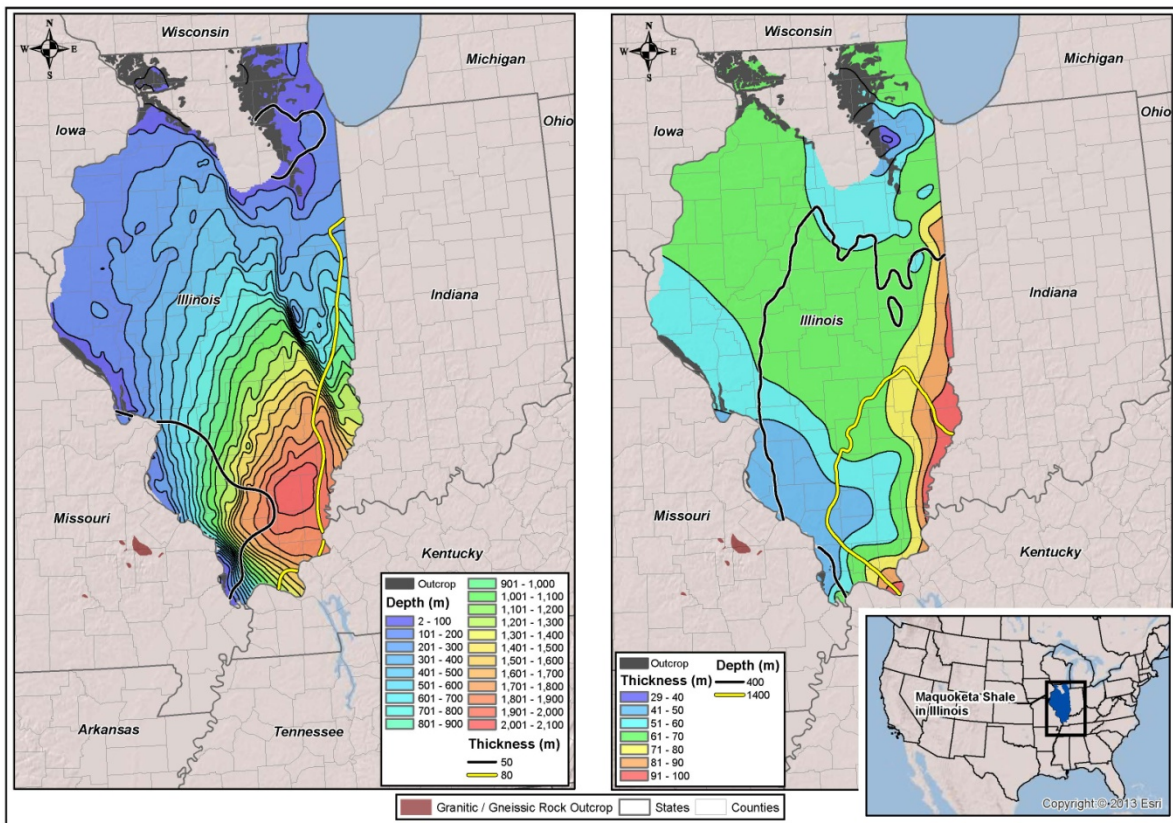 N
W E
S
Wisconsin
Michigan
Iowa
Ohio
Illinois
Indiana
Missouri
Kentucky
Arkansas
Tennessee
Outcrop
Depth (m)
2 - 100
101 - 200
201 - 300
301 - 400
401 - 500
501 - 600
601 - 700
701 - 800
801 - 900
901 - 1,000
1,001 - 1,100
1,101 - 1,200
1,201 - 1,300
1,301 - 1,400
1,401 - 1,500
1,501 - 1,600
1,601 - 1,700
1,701 - 1,800
1,801 - 1,900
1,901 - 2,000
2,001 - 2,100
Thickness (m)
50
80
N
W E
S
Wisconsin
Michigan
Iowa
Ohio
Illinois
Indiana
Missouri
Kentucky
Arkansas
Tennessee
Outcrop
Thickness (m)
29 - 40
41 - 50
51 - 60
61 - 70
71 - 80
81 - 90
91 - 100
Depth (m)
400
1400
Maquoketa Shale
in Illinois
Copyright © 2013 Esri
Granitic / Gneissic Rock Outcrop
States
Counties